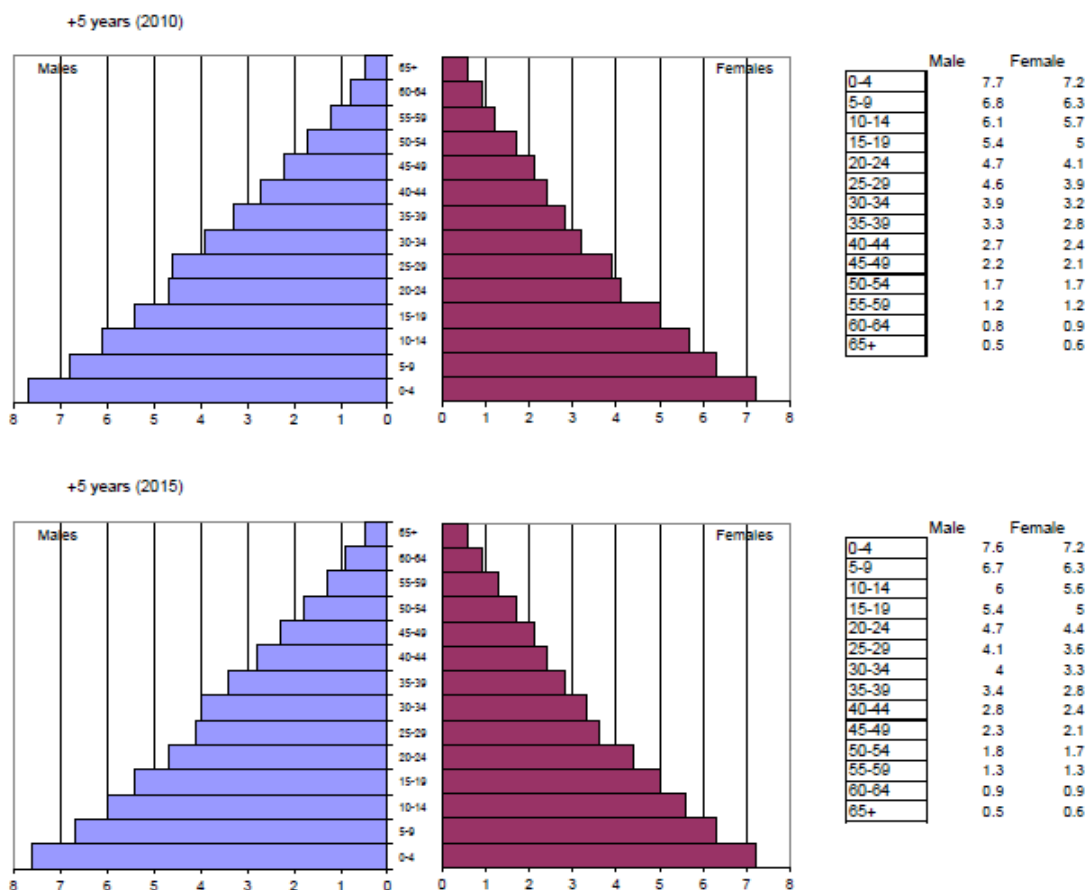 +5 years (2010)
Males
65+
60-64
55-59
50-54
45-49
40-44
35-39
30-34
25-29
20-24
15-19
10-14
5-9
0-4
8 7 6 5 4 3 2 1 0
Females
0 1 2 3 4 5 6 7 8
Male Female
0-4 7.7 7.2
5-9 6.8 6.3
10-14 6.1 5.7
15-19 5.4 5
20-24 4.7 4.1
25-29 4.6 3.9
30-34 3.9 3.2
35-39 3.3 2.8
40-44 2.7 2.4
45-49 2.2 2.1
50-54 1.7 1.7
55-59 1.2 1.2
60-64 0.8 0.9
65+ 0.5 0.6
+5 years (2015)
Males
65+
60-64
55-59
50-54
45-49
40-44
35-39
30-34
25-29
20-24
15-19
10-14
5-9
0-4
8 7 6 5 4 3 2 1 0
Females
0 1 2 3 4 5 6 7 8
Male Female
0-4 7.6 7.2
5-9 6.7 6.3
10-14 6 5.6
15-19 5.4 5
20-24 4.7 4.4
25-29 4.1 3.6
30-34 4 3.3
35-39 3.4 2.8
40-44 2.8 2.4
45-49 2.3 2.1
50-54 1.8 1.7
55-59 1.3 1.3
60-64 0.9 0.9
65+ 0.5 0.6